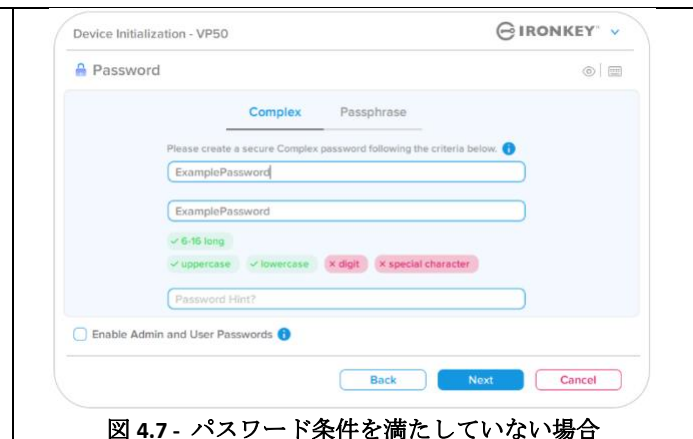 Device Initialization - VP50 IRONKEY™
Password
Complex Passphrase
Please create a secure Complex password following the criteria below.
ExamplePassword
ExamplePassword
✓ 6-16 long
✓ uppercase ✓ lowercase × digit × special character
Password Hint?
Enable Admin and User Passwords
Back Next Cancel
図 4.7 - パスワード条件を満たしていない場合